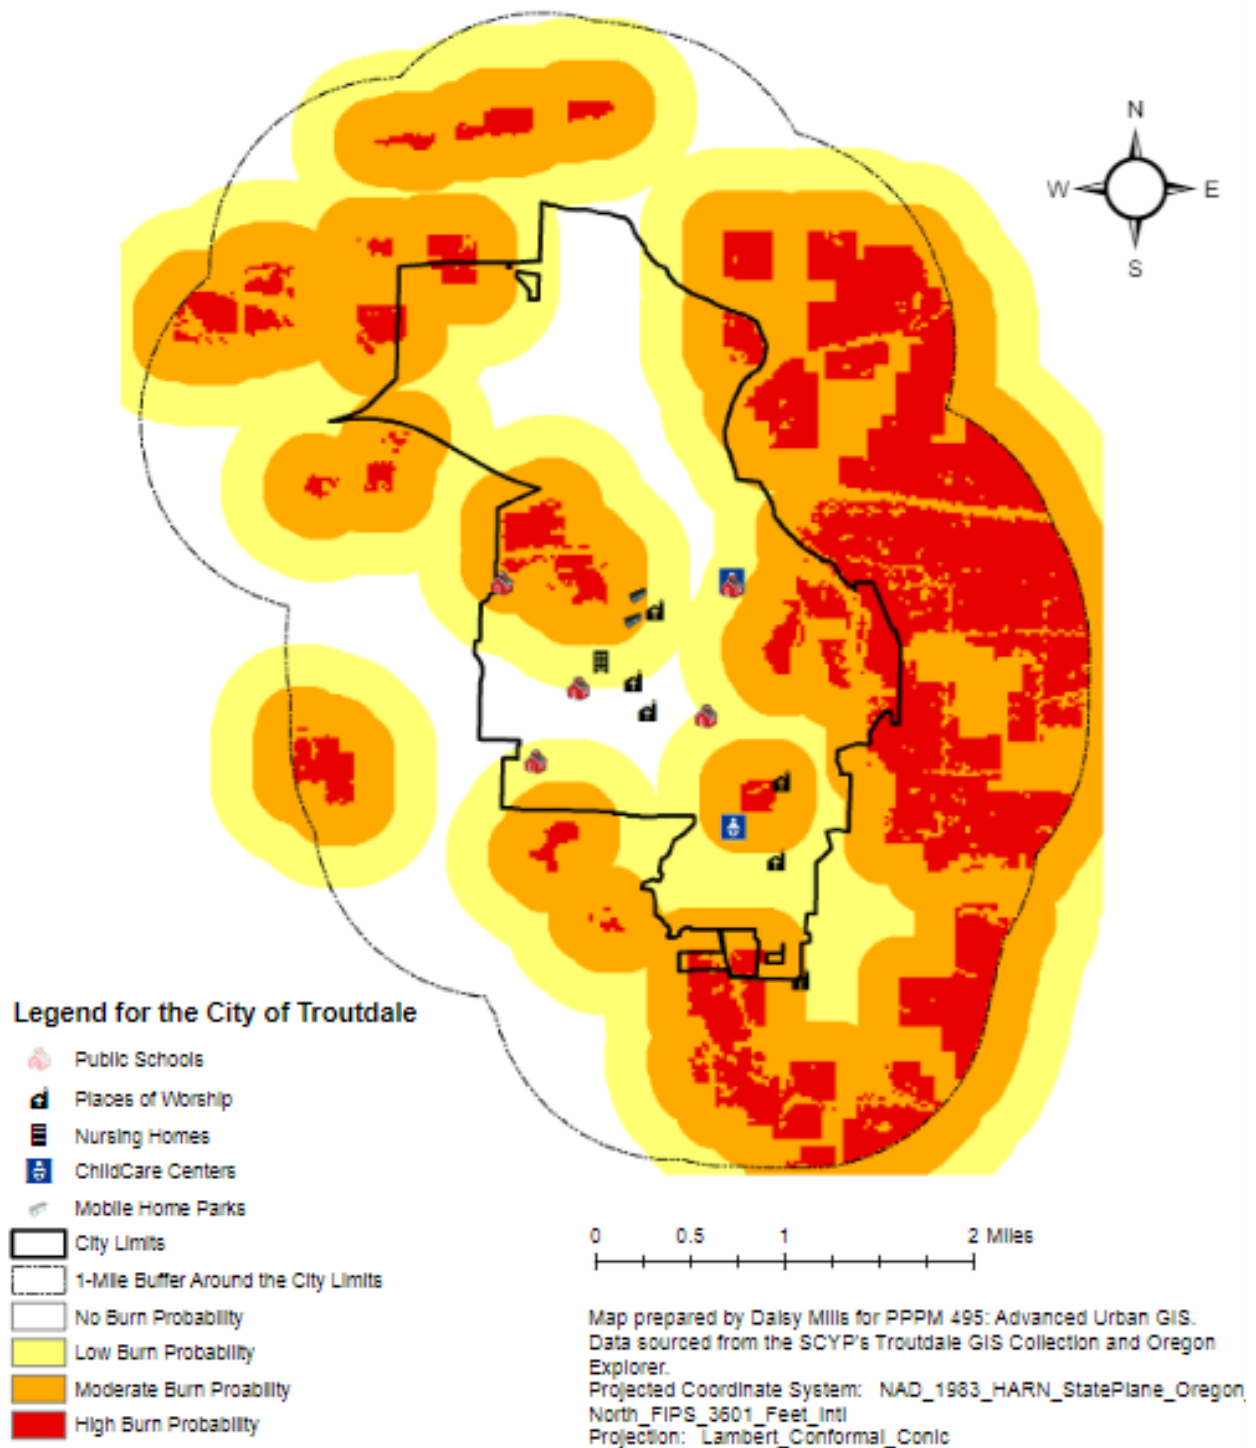 N
W
E
S
Legend for the City of Troutdale
Public Schools
Places of Worship
Nursing Homes
ChildCare Centers
Mobile Home Parks
City Limits
1-Mile Buffer Around the City Limits
No Burn Probability
Low Burn Probability
Moderate Burn Proability
High Burn Probability
0 0.5 1 2 Miles
Map prepared by Daisy Mills for PPPM 495: Advanced Urban GIS.
Data sourced from the SCYP's Troutdale GIS Collection and Oregon
Explorer.
Projected Coordinate System: NAD_1983_HARN_StatePlane_Oregon_
North_FIPS_3601_Feet_Intl
Projection: Lambert_Conformal_Conic